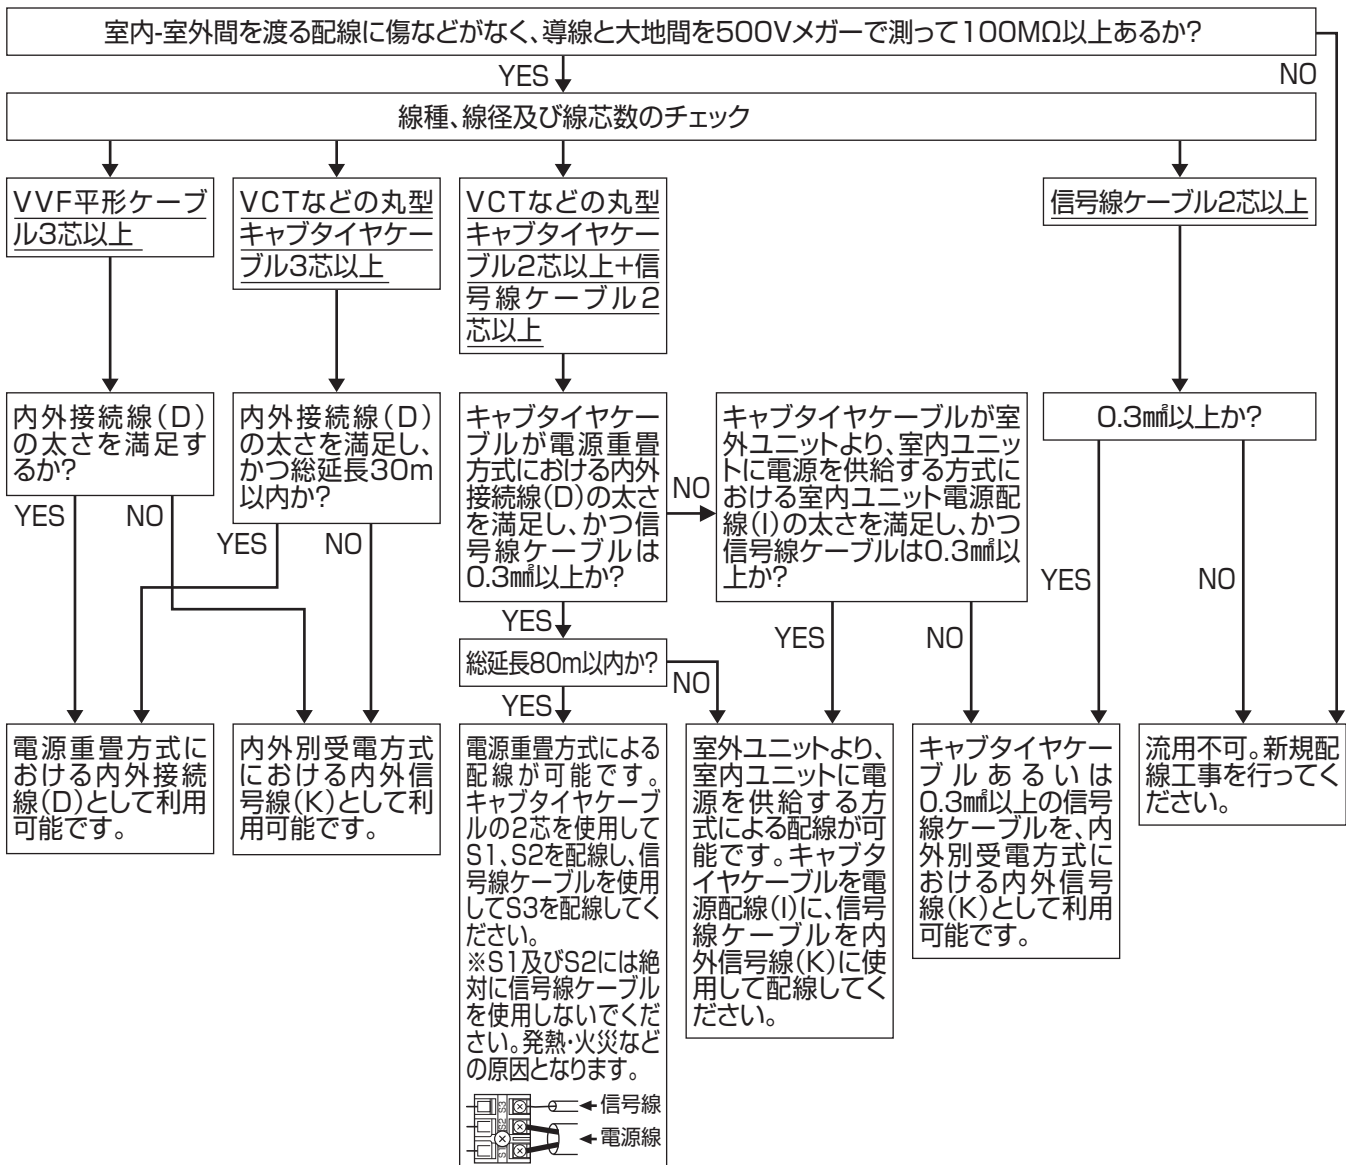 室内-室外間を渡る配線に傷などがなく、導線と大地間を500Vメガーで測って100MΩ以上あるか?
YES
NO
線種、線径及び線芯数のチェック
VVF平形ケーブ
ル3芯以上
VCTなどの丸型
キャブタイヤケー
ブル3芯以上
VCTなどの丸型
キャブタイヤケー
ブル2芯以上+信
号線ケーブル2
芯以上
信号線ケーブル2芯以上
内外接続線(D)
の太さを満足す
るか?
YES
NO
内外接続線(D)
の太さを満足し、
かつ総延長30m
以内か?
YES
NO
キャブタイヤケー
ブルが電源重畳
方式における内外
接続線(D)の太さ
を満足し、かつ信
号線ケーブルは
0.3㎟以上か?
NO
YES
キャブタイヤケーブルが室
外ユニットより、室内ユニッ
トに電源を供給する方式に
おける室内ユニット電源配
線(I)の太さを満足し、かつ
信号線ケーブルは0.3㎟以
上か?
YES
NO
0.3㎟以上か?
YES
NO
総延長80m以内か?
NO
YES
電源重畳方式に
おける内外接続
線(D)として利用
可能です。
内外別受電方式
における内外信
号線(K)として利
用可能です。
電源重畳方式による
配線が可能です。
キャブタイヤケーブ
ルの2芯を使用して
S1、S2を配線し、信
号線ケーブルを使用
してS3を配線してく
ださい。
※S1及びS2には絶
対に信号線ケーブル
を使用しないでくだ
さい。発熱・火災など
の原因となります。
S3
信号線
S2
電源線
S1
室外ユニットより、
室内ユニットに電
源を供給する方
式による配線が可
能です。キャブタ
イヤケーブルを電
源配線(I)に、信号
線ケーブルを内
外信号線(K)に使
用して配線してく
ださい。
キャブタイヤケー
ブルあるいは
0.3㎟以上の信号
線ケーブルを、内
外別受電方式に
おける内外信号
線(K)として利用
可能です。
流用不可。新規配
線工事を行ってく
ださい。